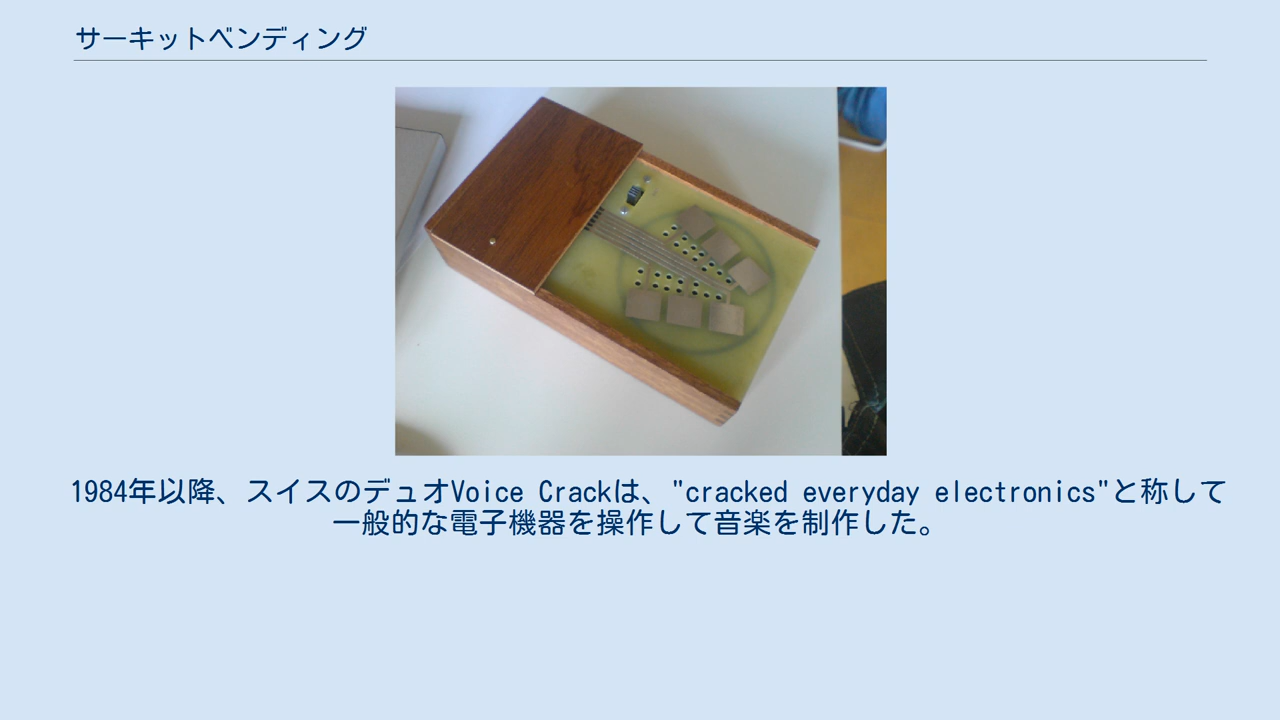 サーキットベンディング
1984年以降、スイスのデュオVoice Crackは、"cracked everyday electronics"と称して
一般的な電子機器を操作して音楽を制作した。